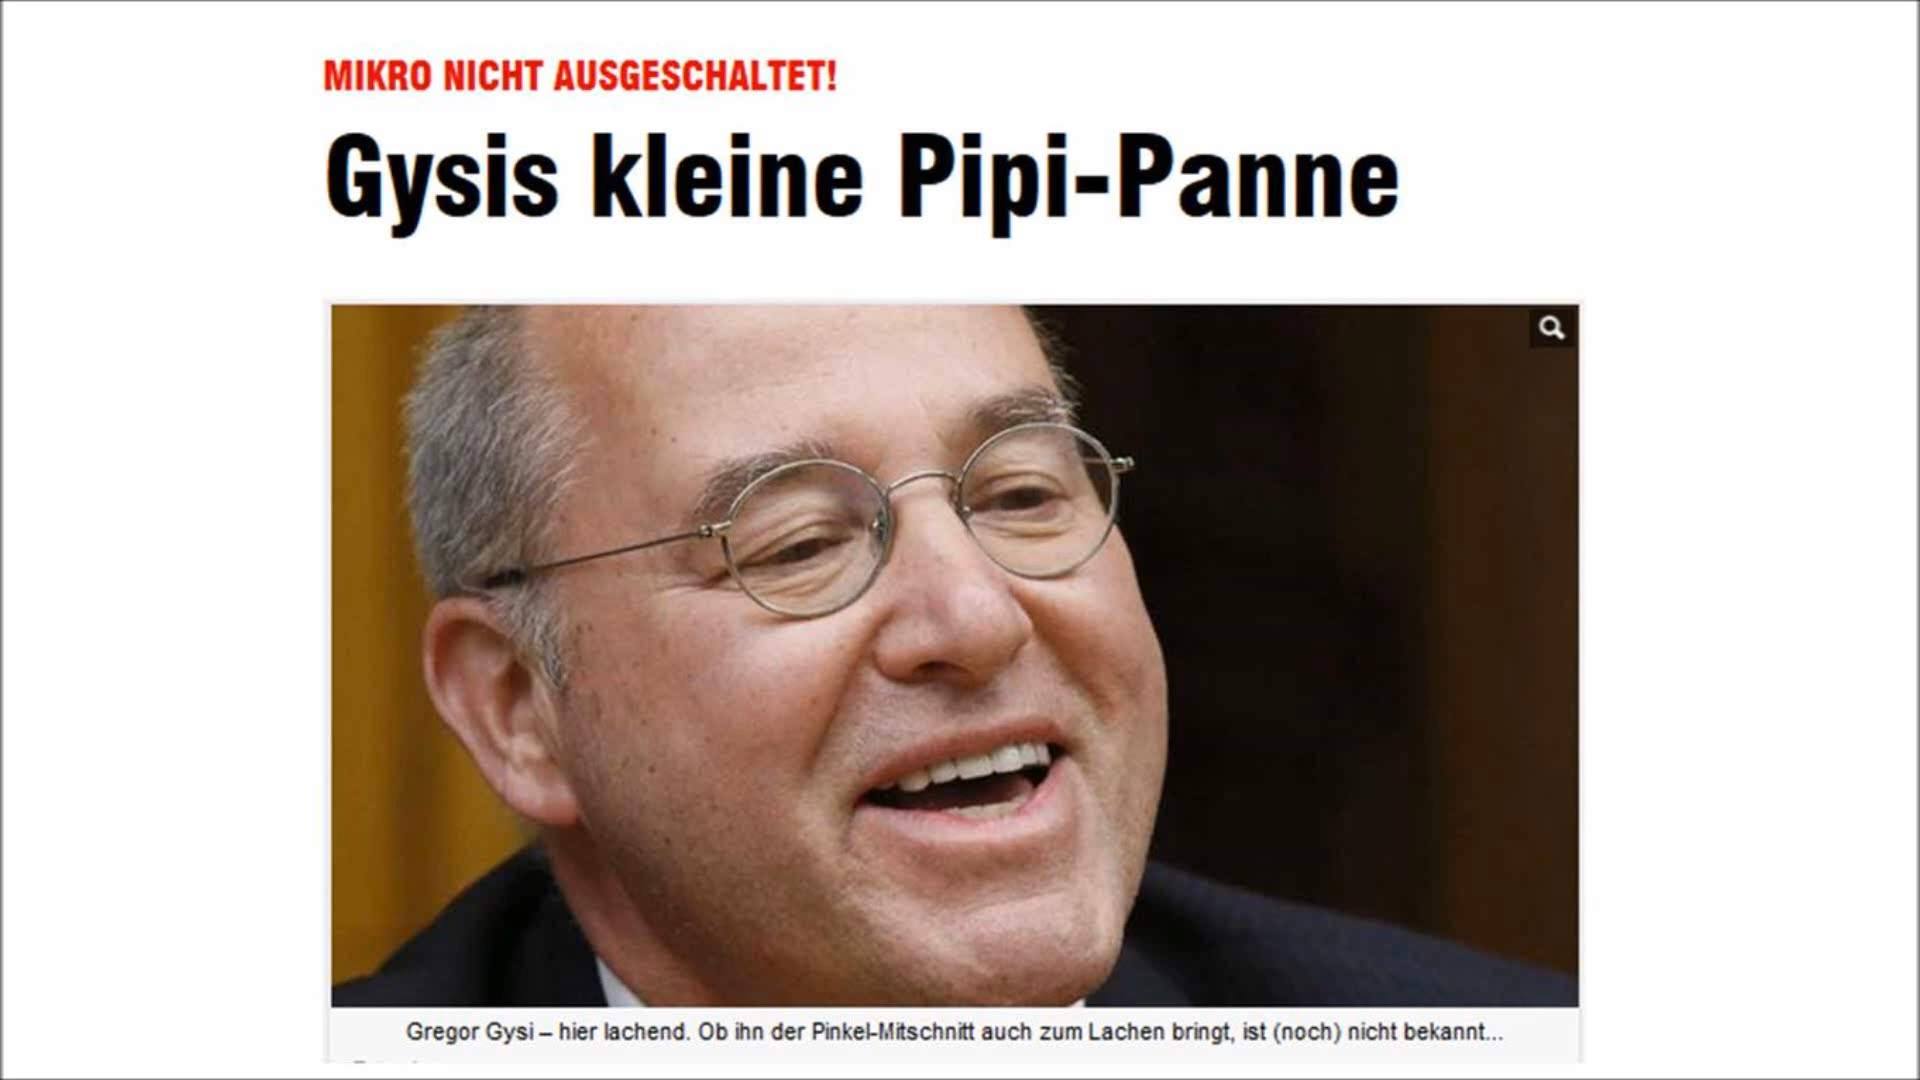 MIKRO NICHT AUSGESCHALTET!
Gysis kleine Pipi-Panne
Gregor Gysi – hier lachend. Ob ihn der Pinkel-Mitschnitt auch zum Lachen bringt, ist (noch) nicht bekannt...